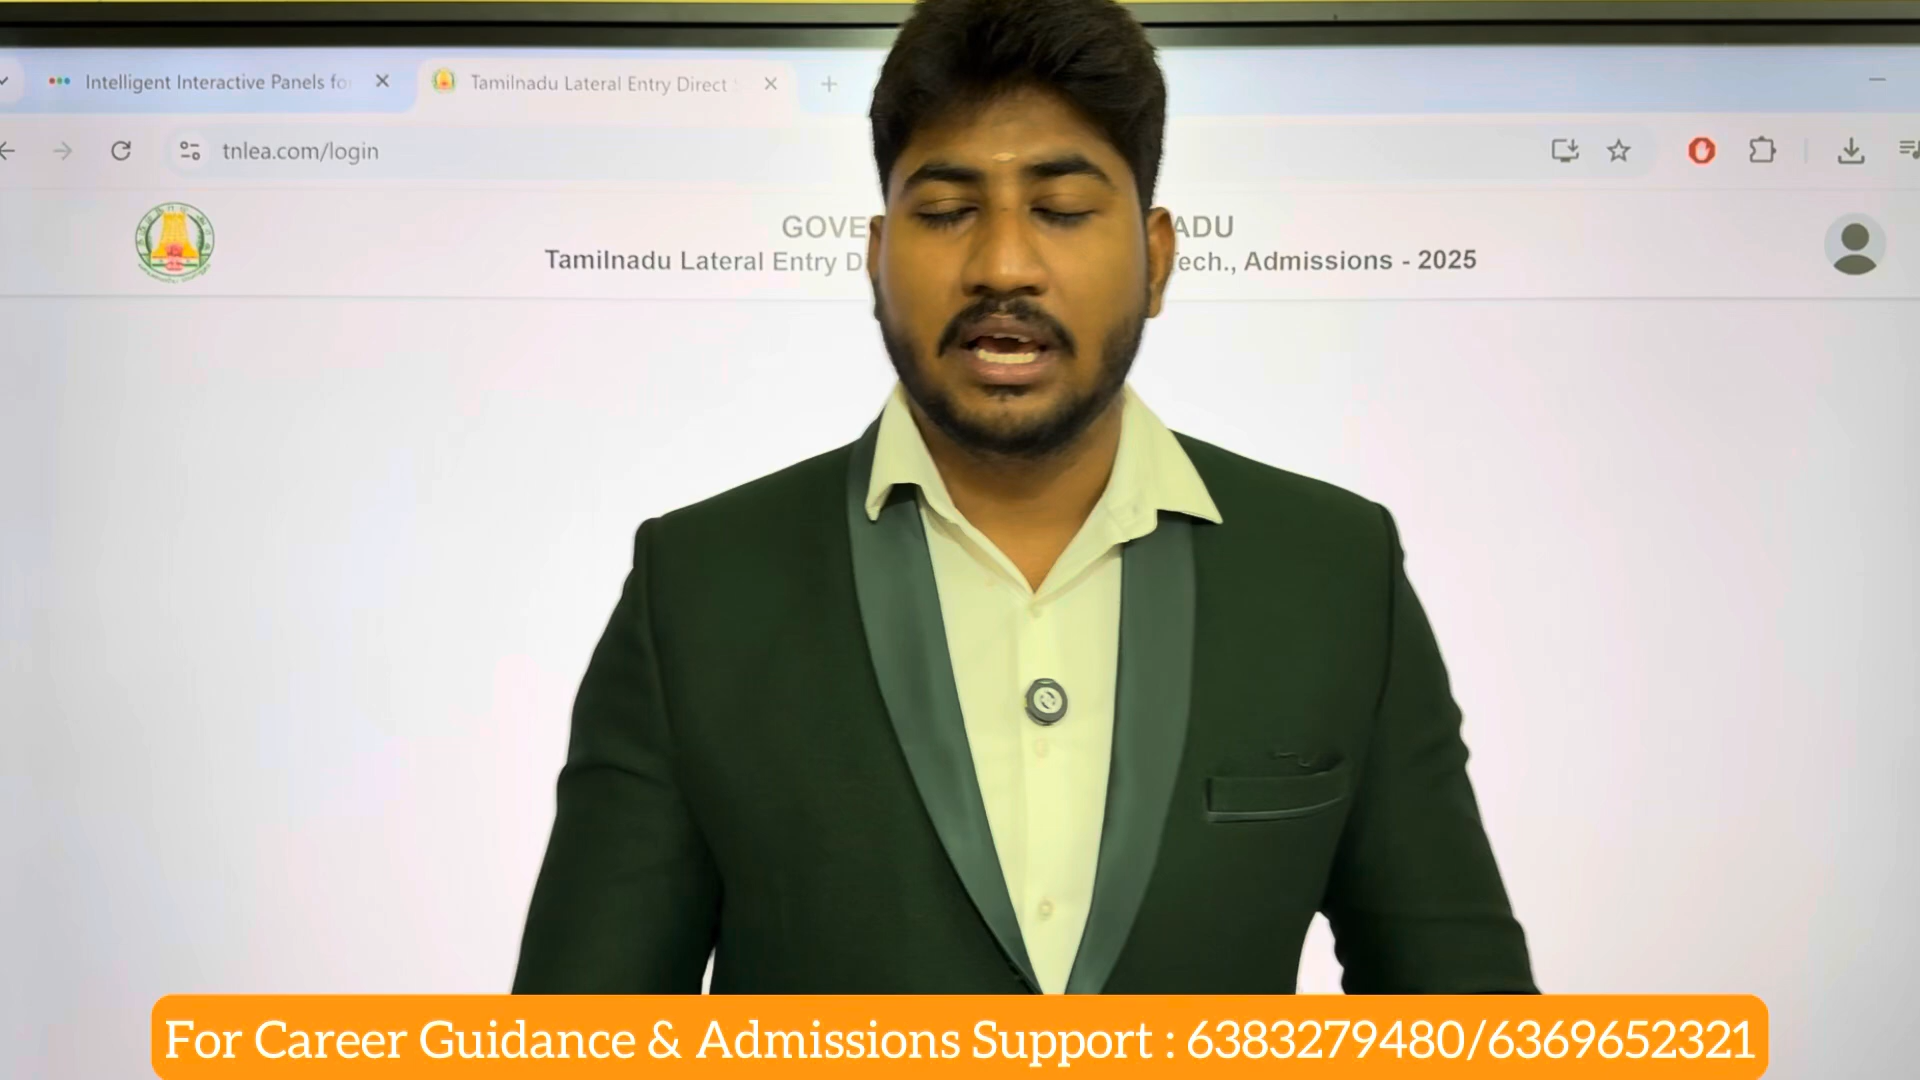 Intelligent Interactive Panels fo
Tamilnadu Lateral Entry Direct
tnlea.com/login
GOVE ADU
Tamilnadu Lateral Entry D ech., Admissions - 2025
For Career Guidance & Admissions Support : 6383279480/6369652321